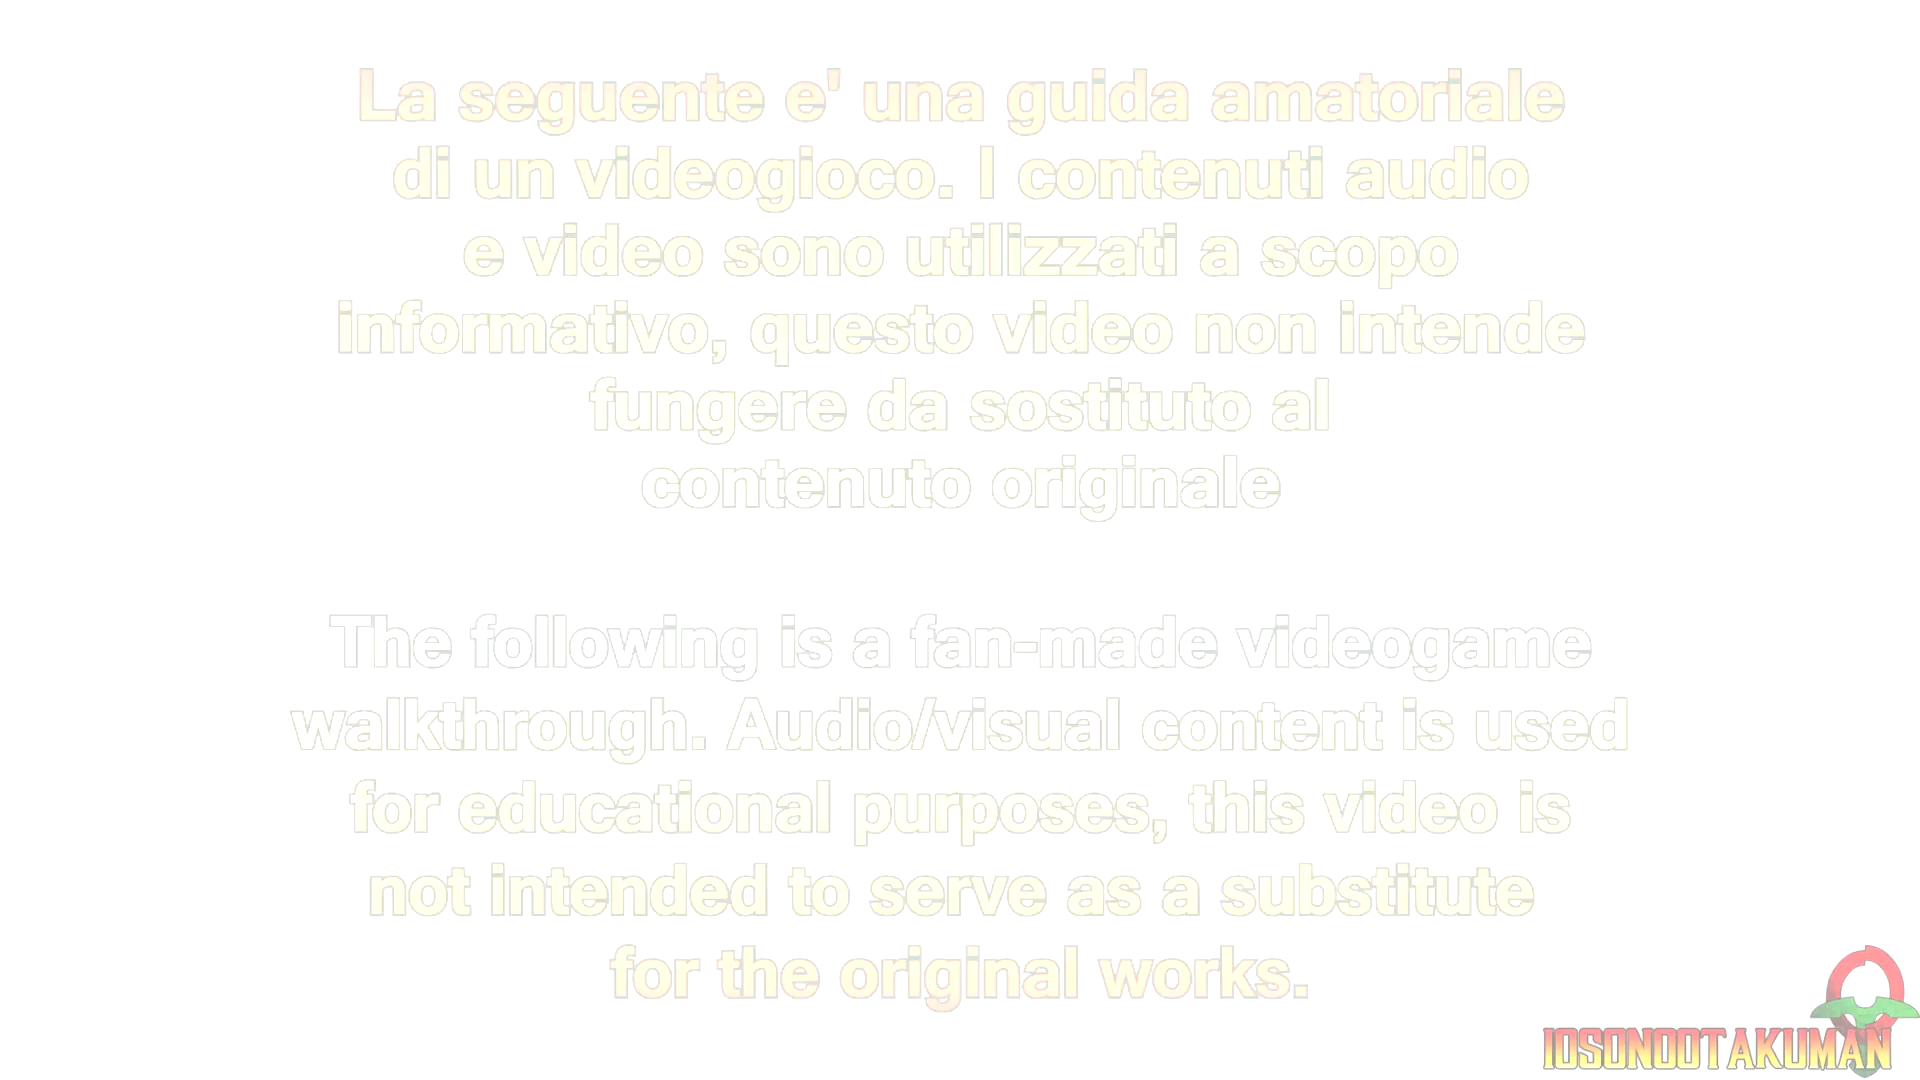 La seguente e' una guida amatoriale
di un videogioco. I contenuti audio
e video sono utilizzati a scopo
informativo, questo video non intende
fungere da sostituto al
contenuto originale
The following is a fan-made videogame
walkthrough. Audio/visual content is used
for educational purposes, this video is
not intended to serve as a substitute
for the original works.
IOSONOOTAKUMAN